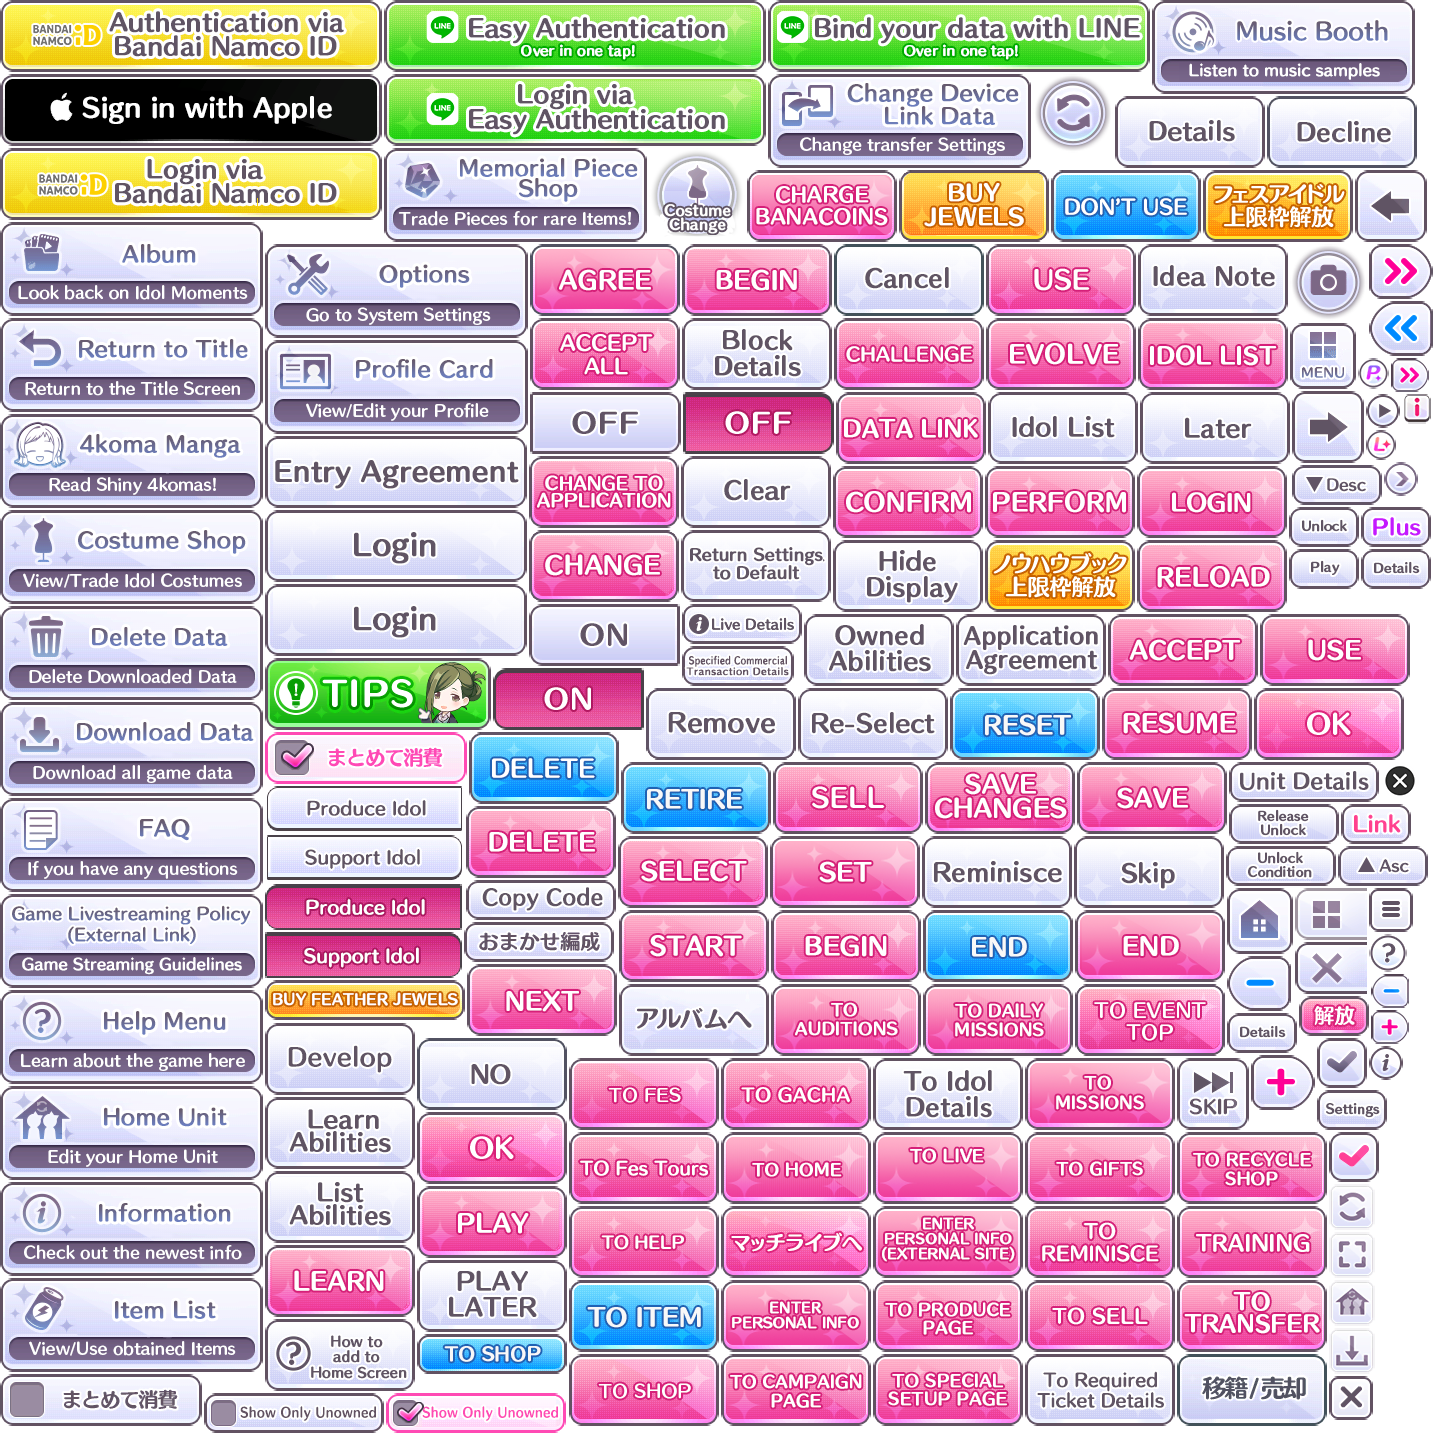 BANDAI NAMCO iD
Authentication via
Bandai Namco ID
LINE
Easy Authentication
Over in one tap!
LINE
Bind your data with LINE
Over in one tap!
Music Booth
Listen to music samples
Sign in with Apple
LINE
Login via
Easy Authentication
Change Device
Link Data
Change transfer Settings
Details
Decline
BANDAI NAMCO iD
Login via
Bandai Namco ID
Memorial Piece
Shop
Trade Pieces for rare Items!
Costume
Change
CHARGE
BANACOINS
BUY
JEWELS
DON'T USE
フェスアイドル
上限枠解放
Album
Look back on Idol Moments
Options
Go to System Settings
AGREE
BEGIN
Cancel
USE
Idea Note
Return to Title
Return to the Title Screen
Profile Card
View/Edit your Profile
ACCEPT
ALL
Block
Details
CHALLENGE
EVOLVE
IDOL LIST
MENU
P
4koma Manga
Read Shiny 4komas!
Entry Agreement
OFF
OFF
DATA LINK
Idol List
Later
i
L
CHANGE TO
APPLICATION
Clear
CONFIRM
PERFORM
LOGIN
▼Desc
Unlock
Plus
Costume Shop
View/Trade Idol Costumes
Login
CHANGE
Return Settings
to Default
Hide
Display
ノウハウブック
上限枠解放
RELOAD
Play
Details
Login
ON
Live Details
Specified Commercial
Transaction Details
Owned
Abilities
Application
Agreement
ACCEPT
USE
Delete Data
Delete Downloaded Data
TIPS
ON
Remove
Re-Select
RESET
RESUME
OK
Download Data
Download all game data
まとめて消費
DELETE
RETIRE
SELL
SAVE
CHANGES
SAVE
Unit Details
Produce Idol
Support Idol
DELETE
Release
Unlock
Link
FAQ
If you have any questions
SELECT
SET
Reminisce
Skip
Unlock
Condition
▲Asc
Produce Idol
Copy Code
Game Livestreaming Policy
(External Link)
Game Streaming Guidelines
Support Idol
おまかせ編成
START
BEGIN
END
END
?
BUY FEATHER JEWELS
NEXT
アルバムへ
TO
AUDITIONS
TO DAILY
MISSIONS
TO EVENT
TOP
Details
解放
Help Menu
Learn about the game here
Develop
NO
TO FES
TO GACHA
To Idol
Details
TO
MISSIONS
SKIP
i
Settings
Home Unit
Edit your Home Unit
Learn
Abilities
OK
TO Fes Tours
TO HOME
TO LIVE
TO GIFTS
TO RECYCLE
SHOP
Information
Check out the newest info
List
Abilities
PLAY
TO HELP
マッチライブへ
ENTER
PERSONAL INFO
(EXTERNAL SITE)
TO
REMINISCE
TRAINING
Item List
View/Use obtained Items
LEARN
PLAY
LATER
TO ITEM
ENTER
PERSONAL INFO
TO PRODUCE
PAGE
TO SELL
TO
TRANSFER
?
How to
add to
Home Screen
TO SHOP
TO SHOP
TO CAMPAIGN
PAGE
TO SPECIAL
SETUP PAGE
To Required
Ticket Details
移籍/売却
まとめて消費
Show Only Unowned
Show Only Unowned